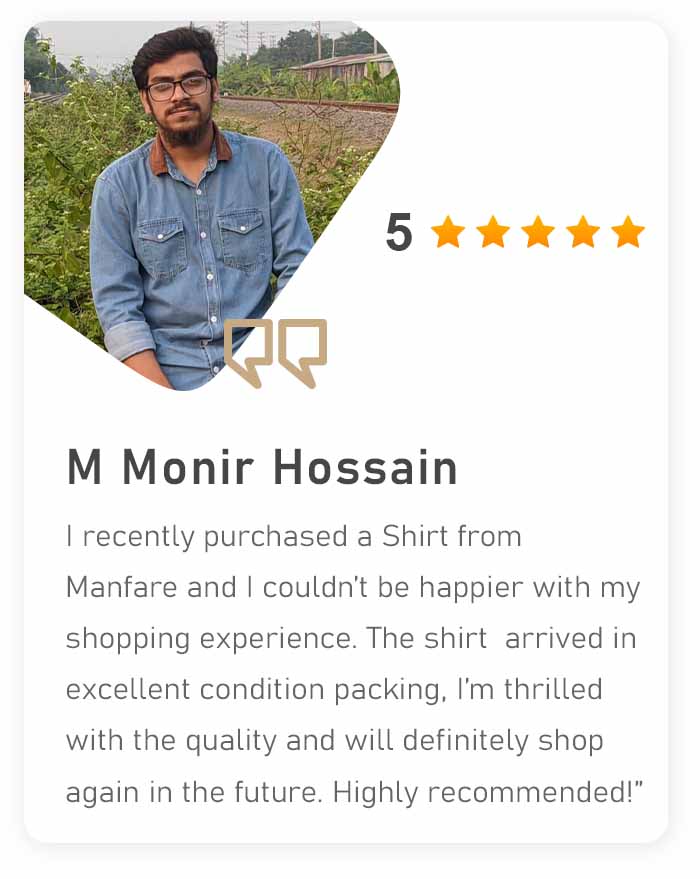 5
M Monir Hossain
I recently purchased a Shirt from
Manfare and I couldn't be happier with my
shopping experience. The shirt  arrived in
excellent condition packing, I'm thrilled
with the quality and will definitely shop
again in the future. Highly recommended!”